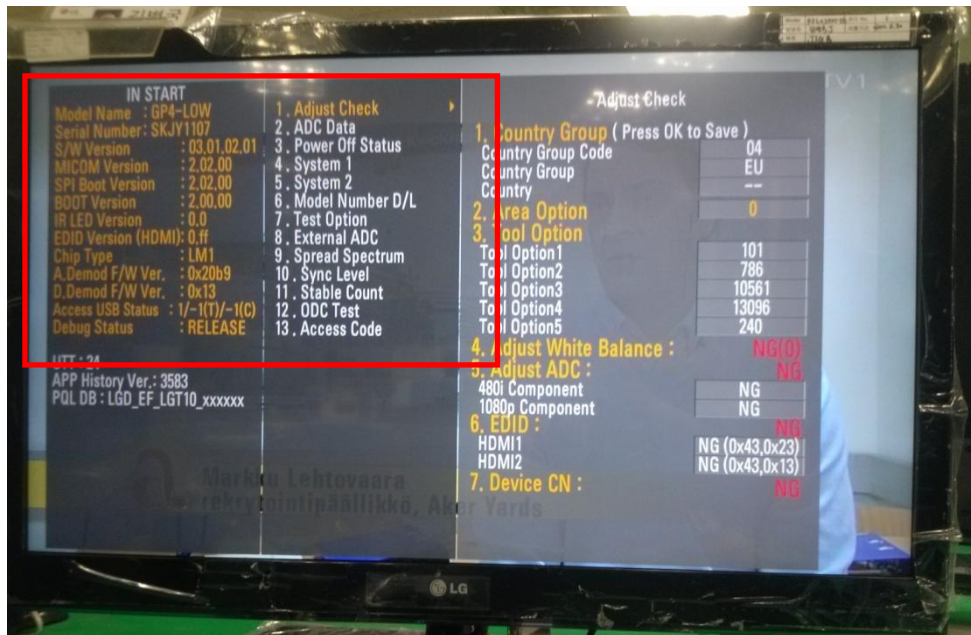 TV1
IN START
Model Name : GP4-LOW
Serial Number: SKJY1107
S/W Version : 03,01,02,01
MICOM Version : 2,02,00
SPI Boot Version : 2,02,00
BOOT Version : 2,00,00
IR LED Version : 0,0
EDID Version (HDMI): 0,ff
Chip Type : LM1
A.Demod F/W Ver. : 0x20b9
D.Demod F/W Ver. : 0x13
Access USB Status : 1/-1(T)/-1(C)
Debug Status : RELEASE
UTT : 24
APP History Ver.: 3583
PQL DB : LGD_EF_LGT10_xxxxxx
1 . Adjust Check
2 . ADC Data
3 . Power Off Status
4 . System 1
5 . System 2
6 . Model Number D/L
7 . Test Option
8 . External ADC
9 . Spread Spectrum
10 . Sync Level
11 . Stable Count
12 . ODC Test
13 . Access Code
Adjust Check
1. Country Group ( Press OK to Save )
Country Group Code 04
Country Group EU
Country --
2. Area Option 0
3. Tool Option
Tool Option1 101
Tool Option2 786
Tool Option3 10561
Tool Option4 13096
Tool Option5 240
4. Adjust White Balance : NG(0)
5. Adjust ADC : NG
480i Component NG
1080p Component NG
6. EDID : NG
HDMI1 NG (0x43,0x23)
HDMI2 NG (0x43,0x13)
7. Device CN : NG
Markku Lehtovaara
rekrytointipäällikkö, Aker Yards
LG